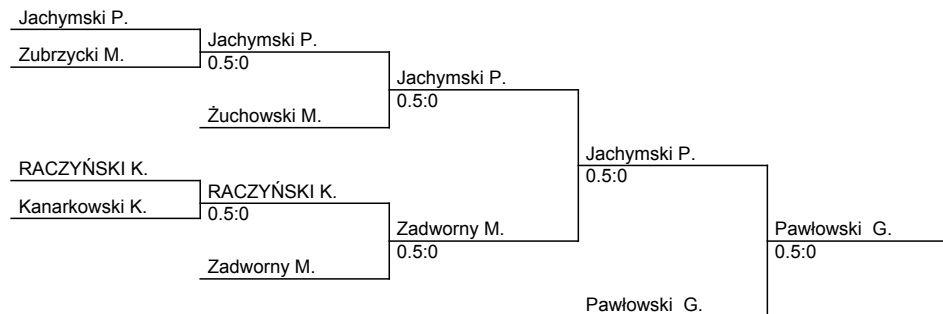 Jachymski P.
Zubrzycki M.
Jachymski P.
0.5:0
Żuchowski M.
Jachymski P.
0.5:0
RACZYŃSKI K.
Kanarkowski K.
RACZYŃSKI K.
0.5:0
Zadworny M.
Zadworny M.
0.5:0
Jachymski P.
0.5:0
Pawłowski  G.
Pawłowski  G.
0.5:0